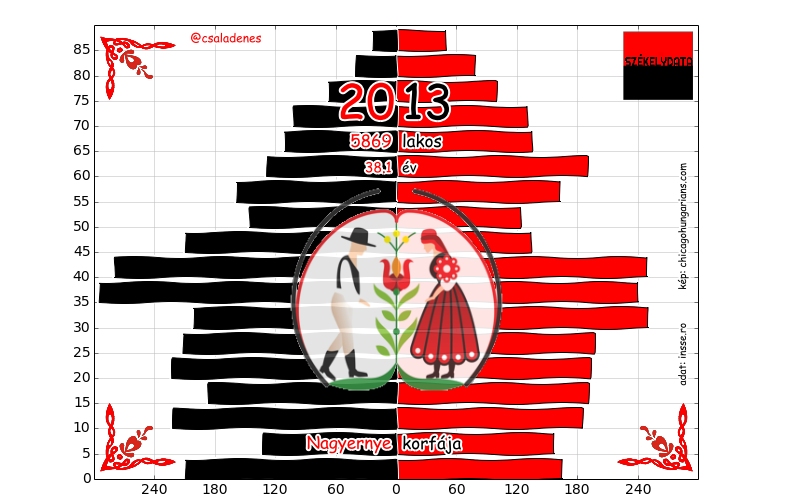 @csaladenes
SZÉKELYDATA
2013
5869 lakos
38.1 év
kép: chicagohungarians.com
adat: insse.ro
Nagyernye korfája
85
80
75
70
65
60
55
50
45
40
35
30
25
20
15
10
5
0
240 180 120 60 0 60 120 180 240